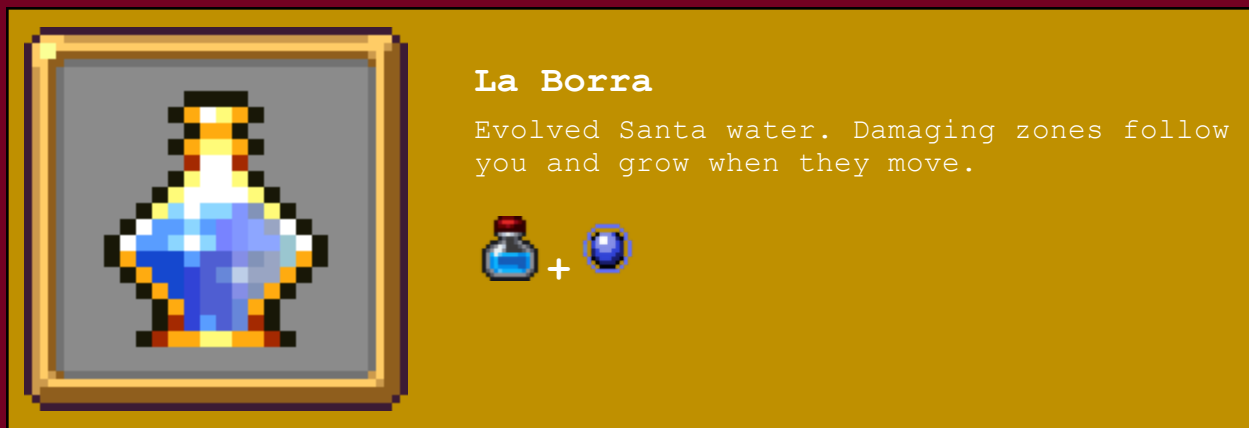 La Borra
Evolved Santa water. Damaging zones follow
you and grow when they move.
+